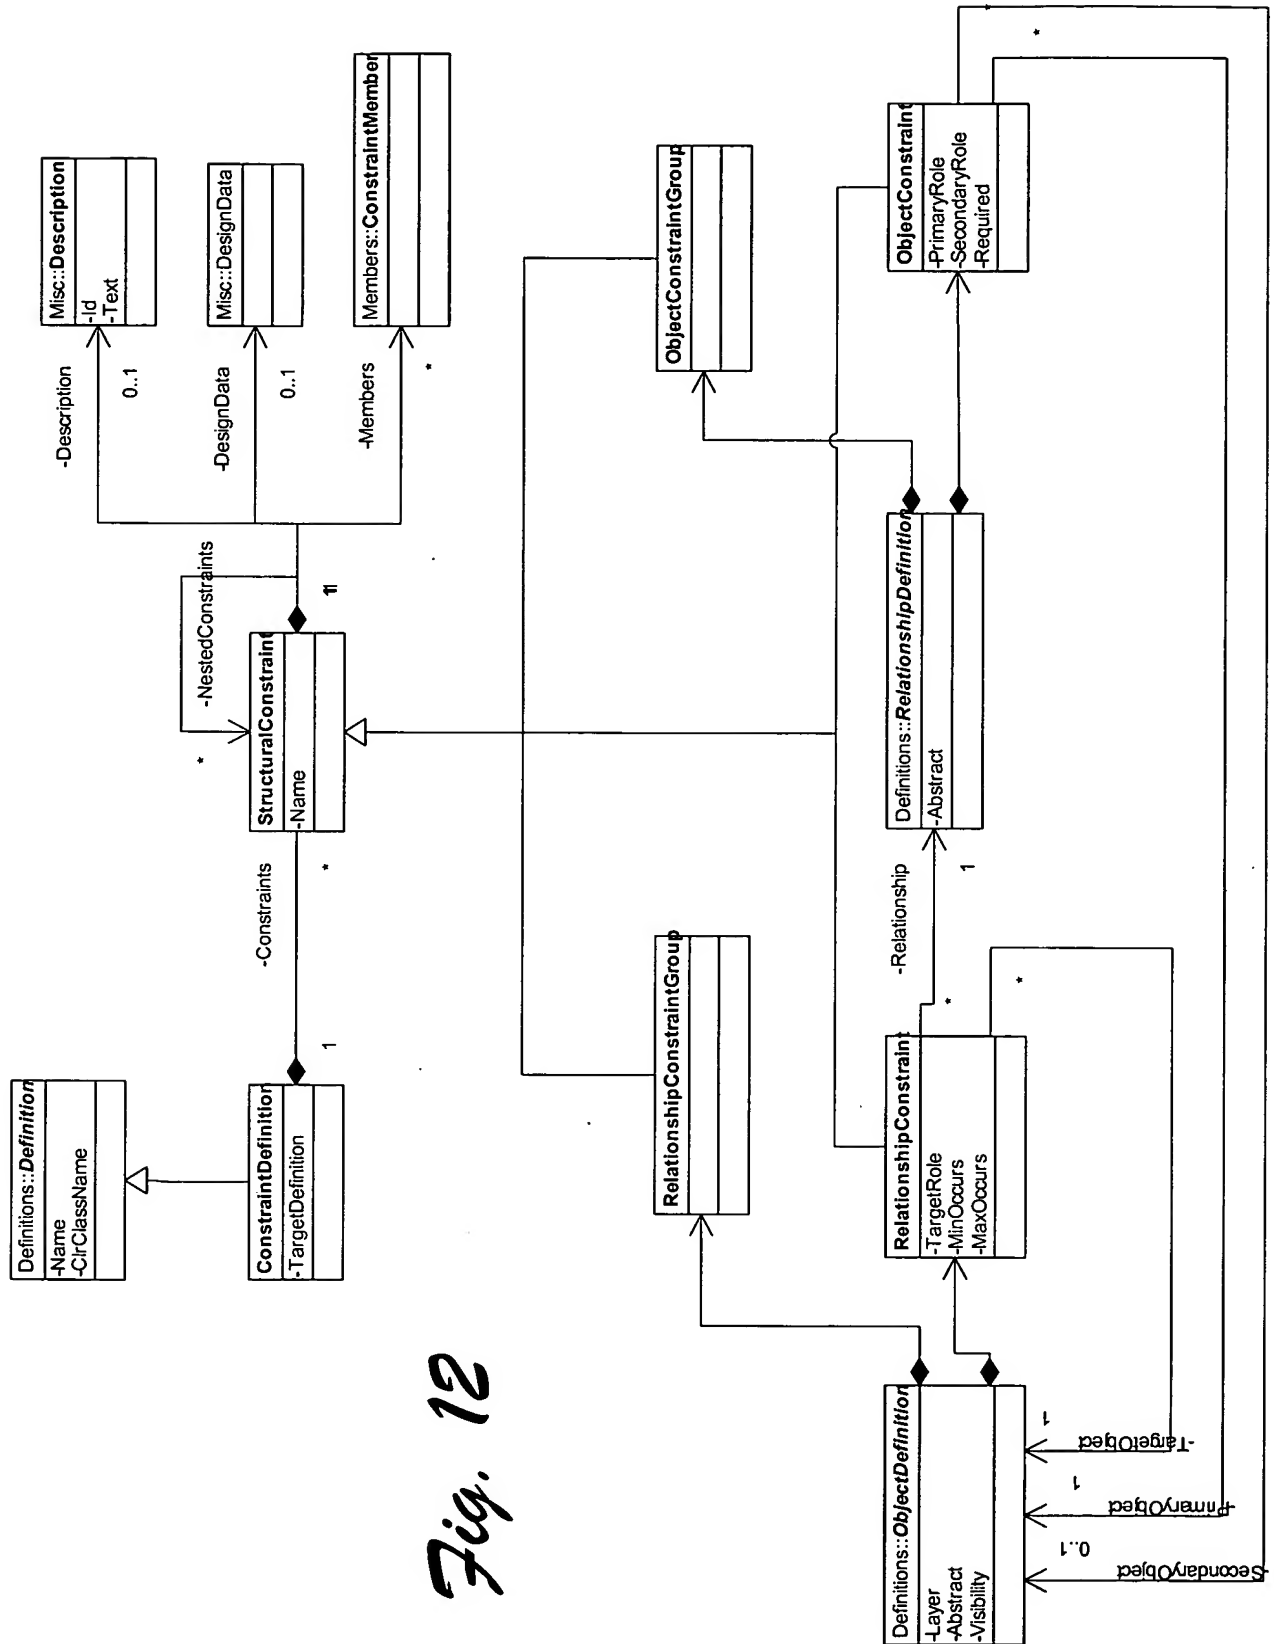 Definitions::Definition
-Name
-ClrClassName
ConstraintDefinition
-TargetDefinition
1
-Constraints
*
StructuralConstraint
-Name
*
-NestedConstraints
-Description
0..1
Misc::Description
-Id
-Text
-DesignData
0..1
Misc::DesignData
-Members
*
Members::ConstraintMember
RelationshipConstraintGroup
ObjectConstraintGroup
Definitions::ObjectDefinition
-Layer
-Abstract
-Visibility
RelationshipConstraint
-TargetRole
-MinOccurs
-MaxOccurs
*
-Relationship
1
*
Definitions::RelationshipDefinition
-Abstract
ObjectConstraint
-PrimaryRole
-SecondaryRole
-Required
*
*
1
-TargetObject
1
-PrimaryObject
0..1
-SecondaryObject
Fig. 12